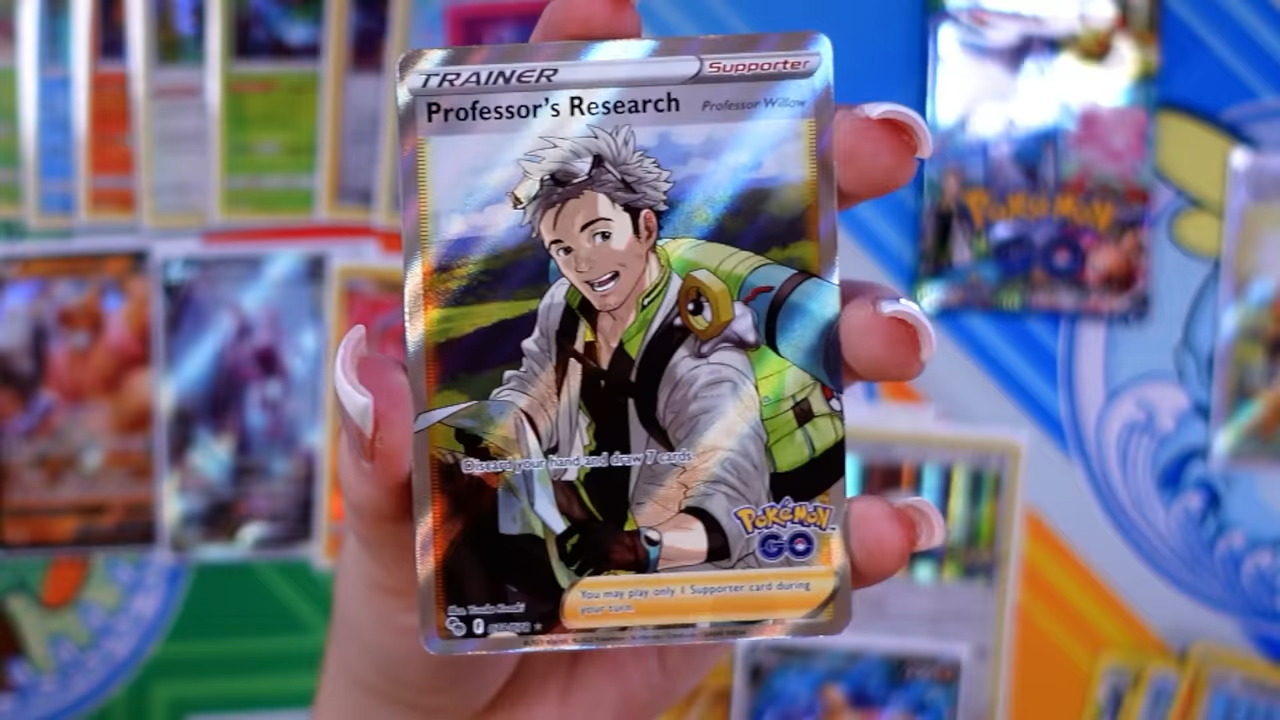 TRAINER
Supporter
Professor's Research
Professor Willow
Discard your hand and draw 7 cards.
POKÉMON
GO
You may play only 1 Supporter card during
your turn.
POKÉMON
GO